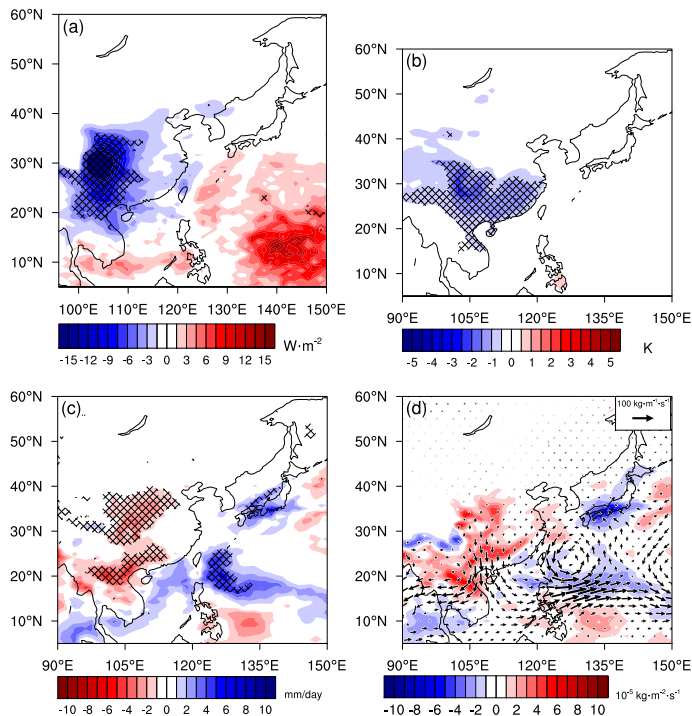 60°N
(a)
50°N
40°N
30°N
20°N
10°N
100°E 110°E 120°E 130°E 140°E 150°E
-15 -12 -9 -6 -3 0 3 6 9 12 15
W·m⁻²
60°N
(b)
50°N
40°N
30°N
20°N
10°N
90°E 105°E 120°E 135°E 150°E
-5 -4 -3 -2 -1 0 1 2 3 4 5
K
60°N
(c)
50°N
40°N
30°N
20°N
10°N
90°E 105°E 120°E 135°E 150°E
-10 -8 -6 -4 -2 0 2 4 6 8 10
mm/day
60°N
(d)
100 kg·m⁻¹·s⁻¹
50°N
40°N
30°N
20°N
10°N
90°E 105°E 120°E 135°E 150°E
-10 -8 -6 -4 -2 0 2 4 6 8 10
10⁻⁵ kg·m⁻²·s⁻¹